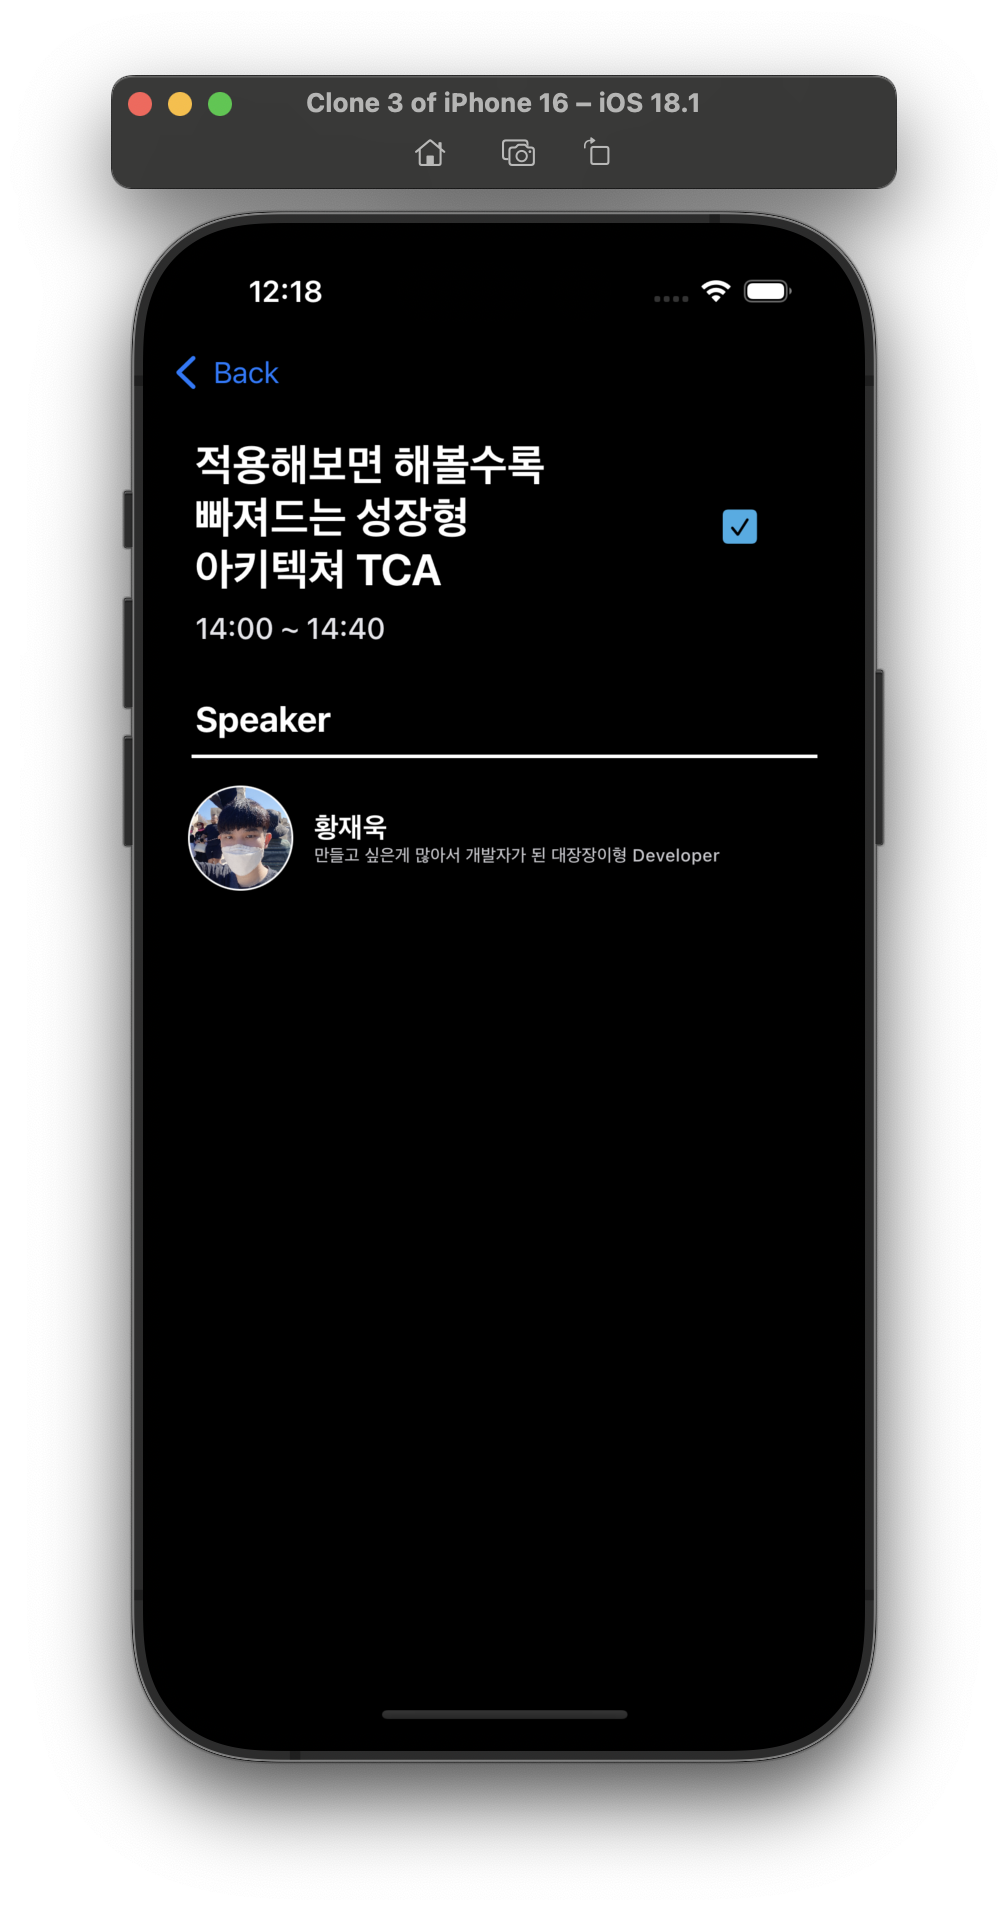 Clone 3 of iPhone 16 – iOS 18.1
12:18
Back
적용해보면 해볼수록
빠져드는 성장형
아키텍쳐 TCA
14:00 ~ 14:40
Speaker
황재욱
만들고 싶은게 많아서 개발자가 된 대장장이형 Developer